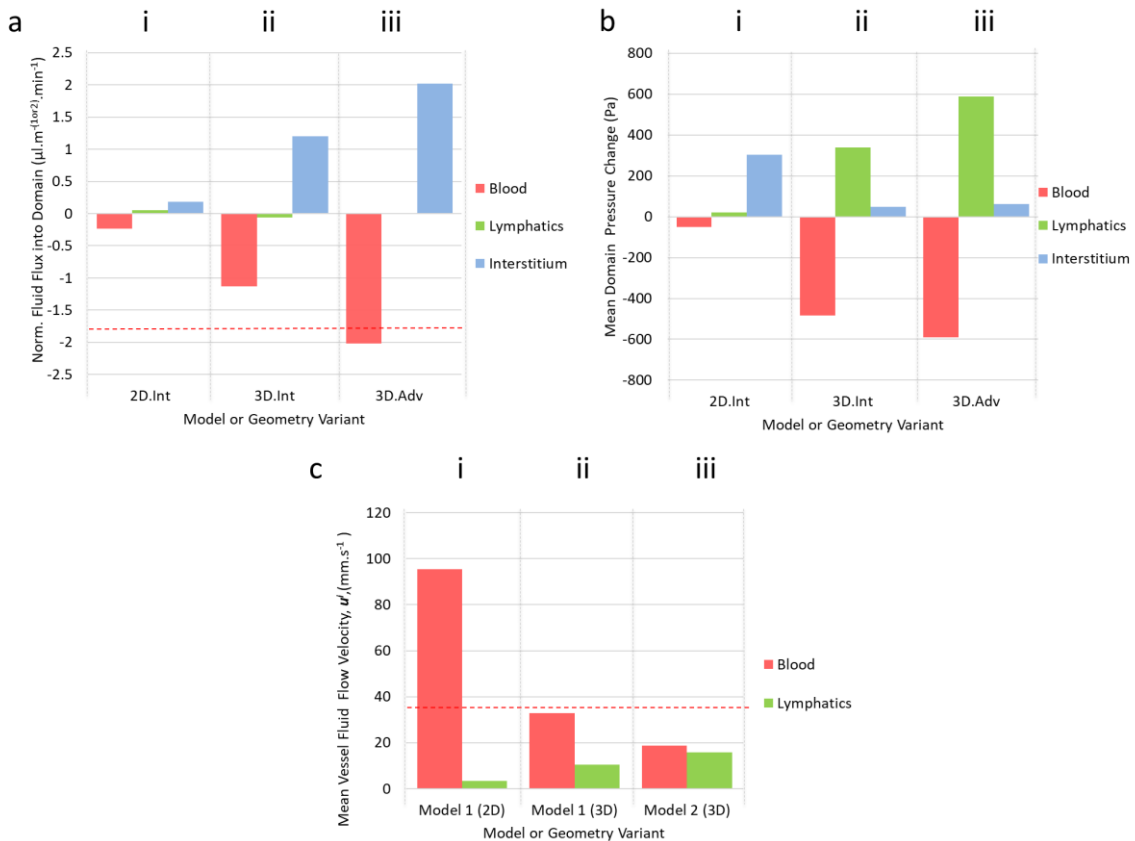 a
i
ii
iii
Norm. Fluid Flux into Domain (µl.m-(1or2).min-1)
2.5
2
1.5
1
0.5
0
-0.5
-1
-1.5
-2
-2.5
2D.Int
3D.Int
3D.Adv
Model or Geometry Variant
Blood
Lymphatics
Interstitium
b
i
ii
iii
Mean Domain Pressure Change (Pa)
800
600
400
200
0
-200
-400
-600
-800
2D.Int
3D.Int
3D.Adv
Model or Geometry Variant
Blood
Lymphatics
Interstitium
c
i
ii
iii
Mean Vessel Fluid Flow Velocity, u^l,(mm.s-1 )
120
100
80
60
40
20
0
Model 1 (2D)
Model 1 (3D)
Model 2 (3D)
Model or Geometry Variant
Blood
Lymphatics